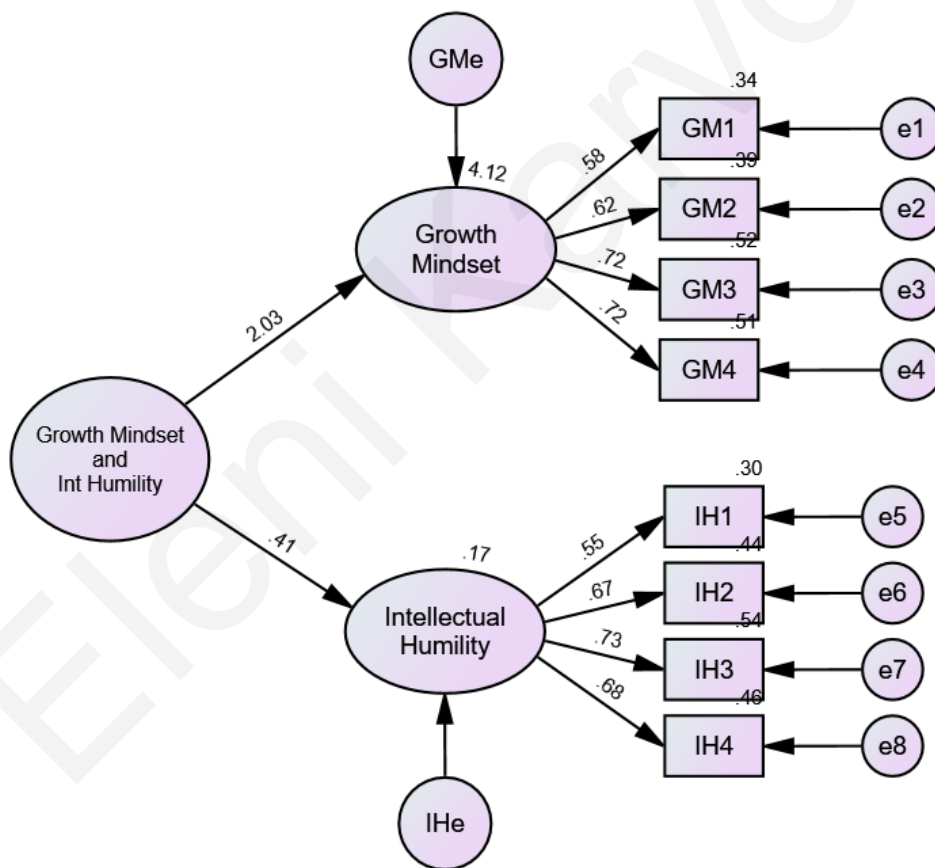 GMe
.34
GM1
e1
.58
4.12
.39
GM2
e2
.62
Growth
Mindset
.52
GM3
e3
.72
.51
GM4
e4
.72
2.03
Growth Mindset
and
Int Humility
.41
.30
IH1
e5
.55
.17
.44
IH2
e6
.67
Intellectual
Humility
.54
IH3
e7
.73
.46
IH4
e8
.68
IHe